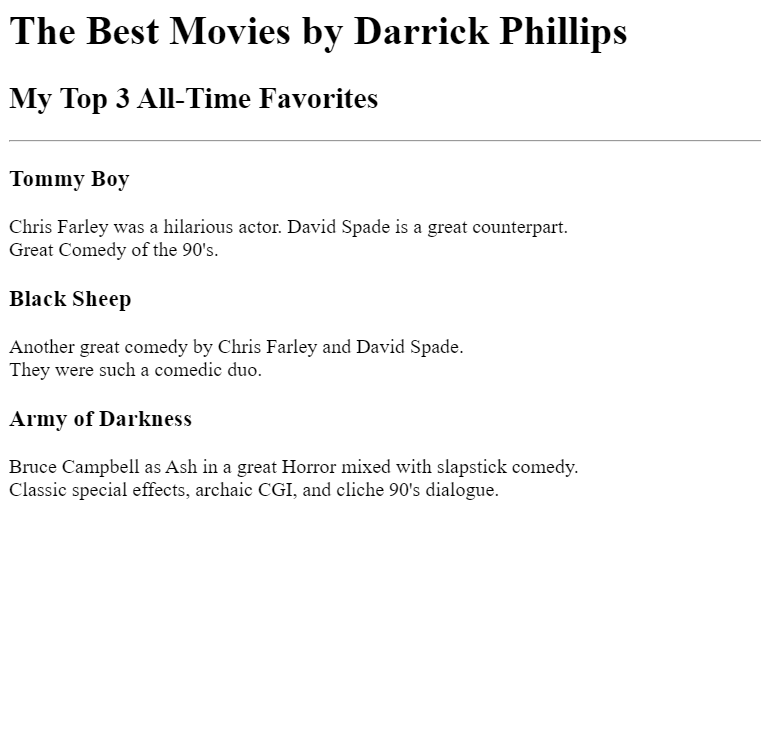 The Best Movies by Darrick Phillips
My Top 3 All-Time Favorites
Tommy Boy
Chris Farley was a hilarious actor. David Spade is a great counterpart.
Great Comedy of the 90's.
Black Sheep
Another great comedy by Chris Farley and David Spade.
They were such a comedic duo.
Army of Darkness
Bruce Campbell as Ash in a great Horror mixed with slapstick comedy.
Classic special effects, archaic CGI, and cliche 90's dialogue.